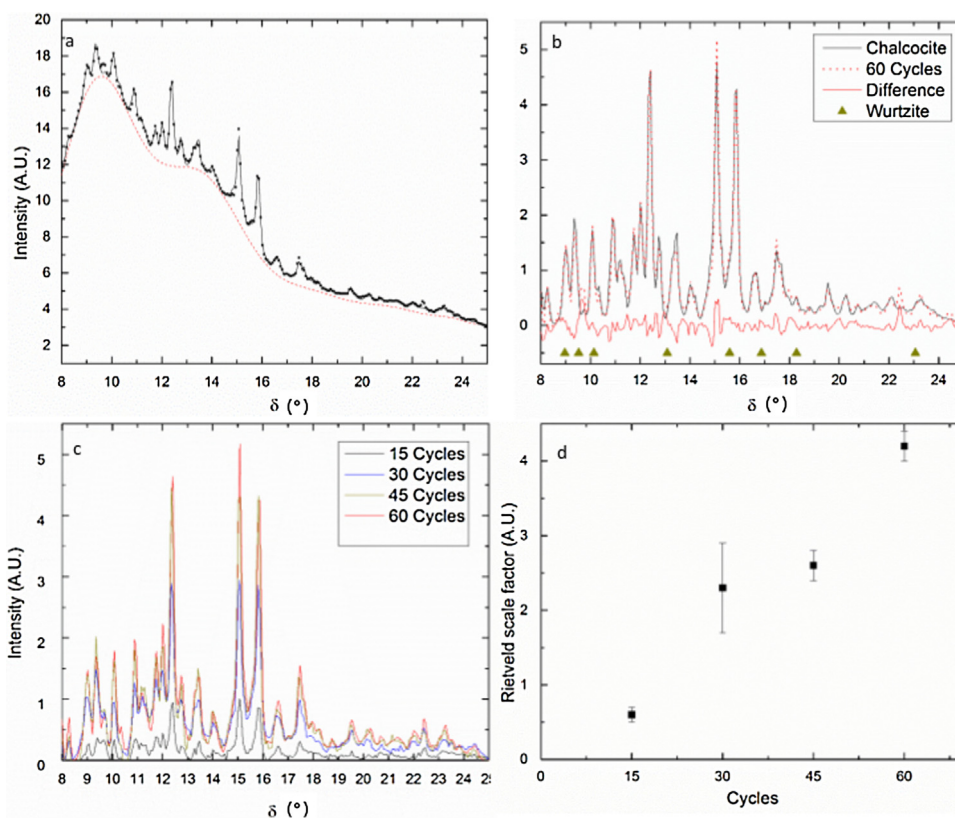 a
20
18
16
14
12
10
8
6
4
2
Intensity (A.U.)
8 10 12 14 16 18 20 22 24
δ (°)
b
5
4
3
2
1
0
Chalcocite
60 Cycles
Difference
Wurtzite
8 10 12 14 16 18 20 22 24
δ (°)
c
5
4
3
2
1
0
Intensity (A.U.)
15 Cycles
30 Cycles
45 Cycles
60 Cycles
8 9 10 11 12 13 14 15 16 17 18 19 20 21 22 23 24
δ (°)
d
4
3
2
1
0
Rietveld scale factor (A.U.)
0 15 30 45 60
Cycles